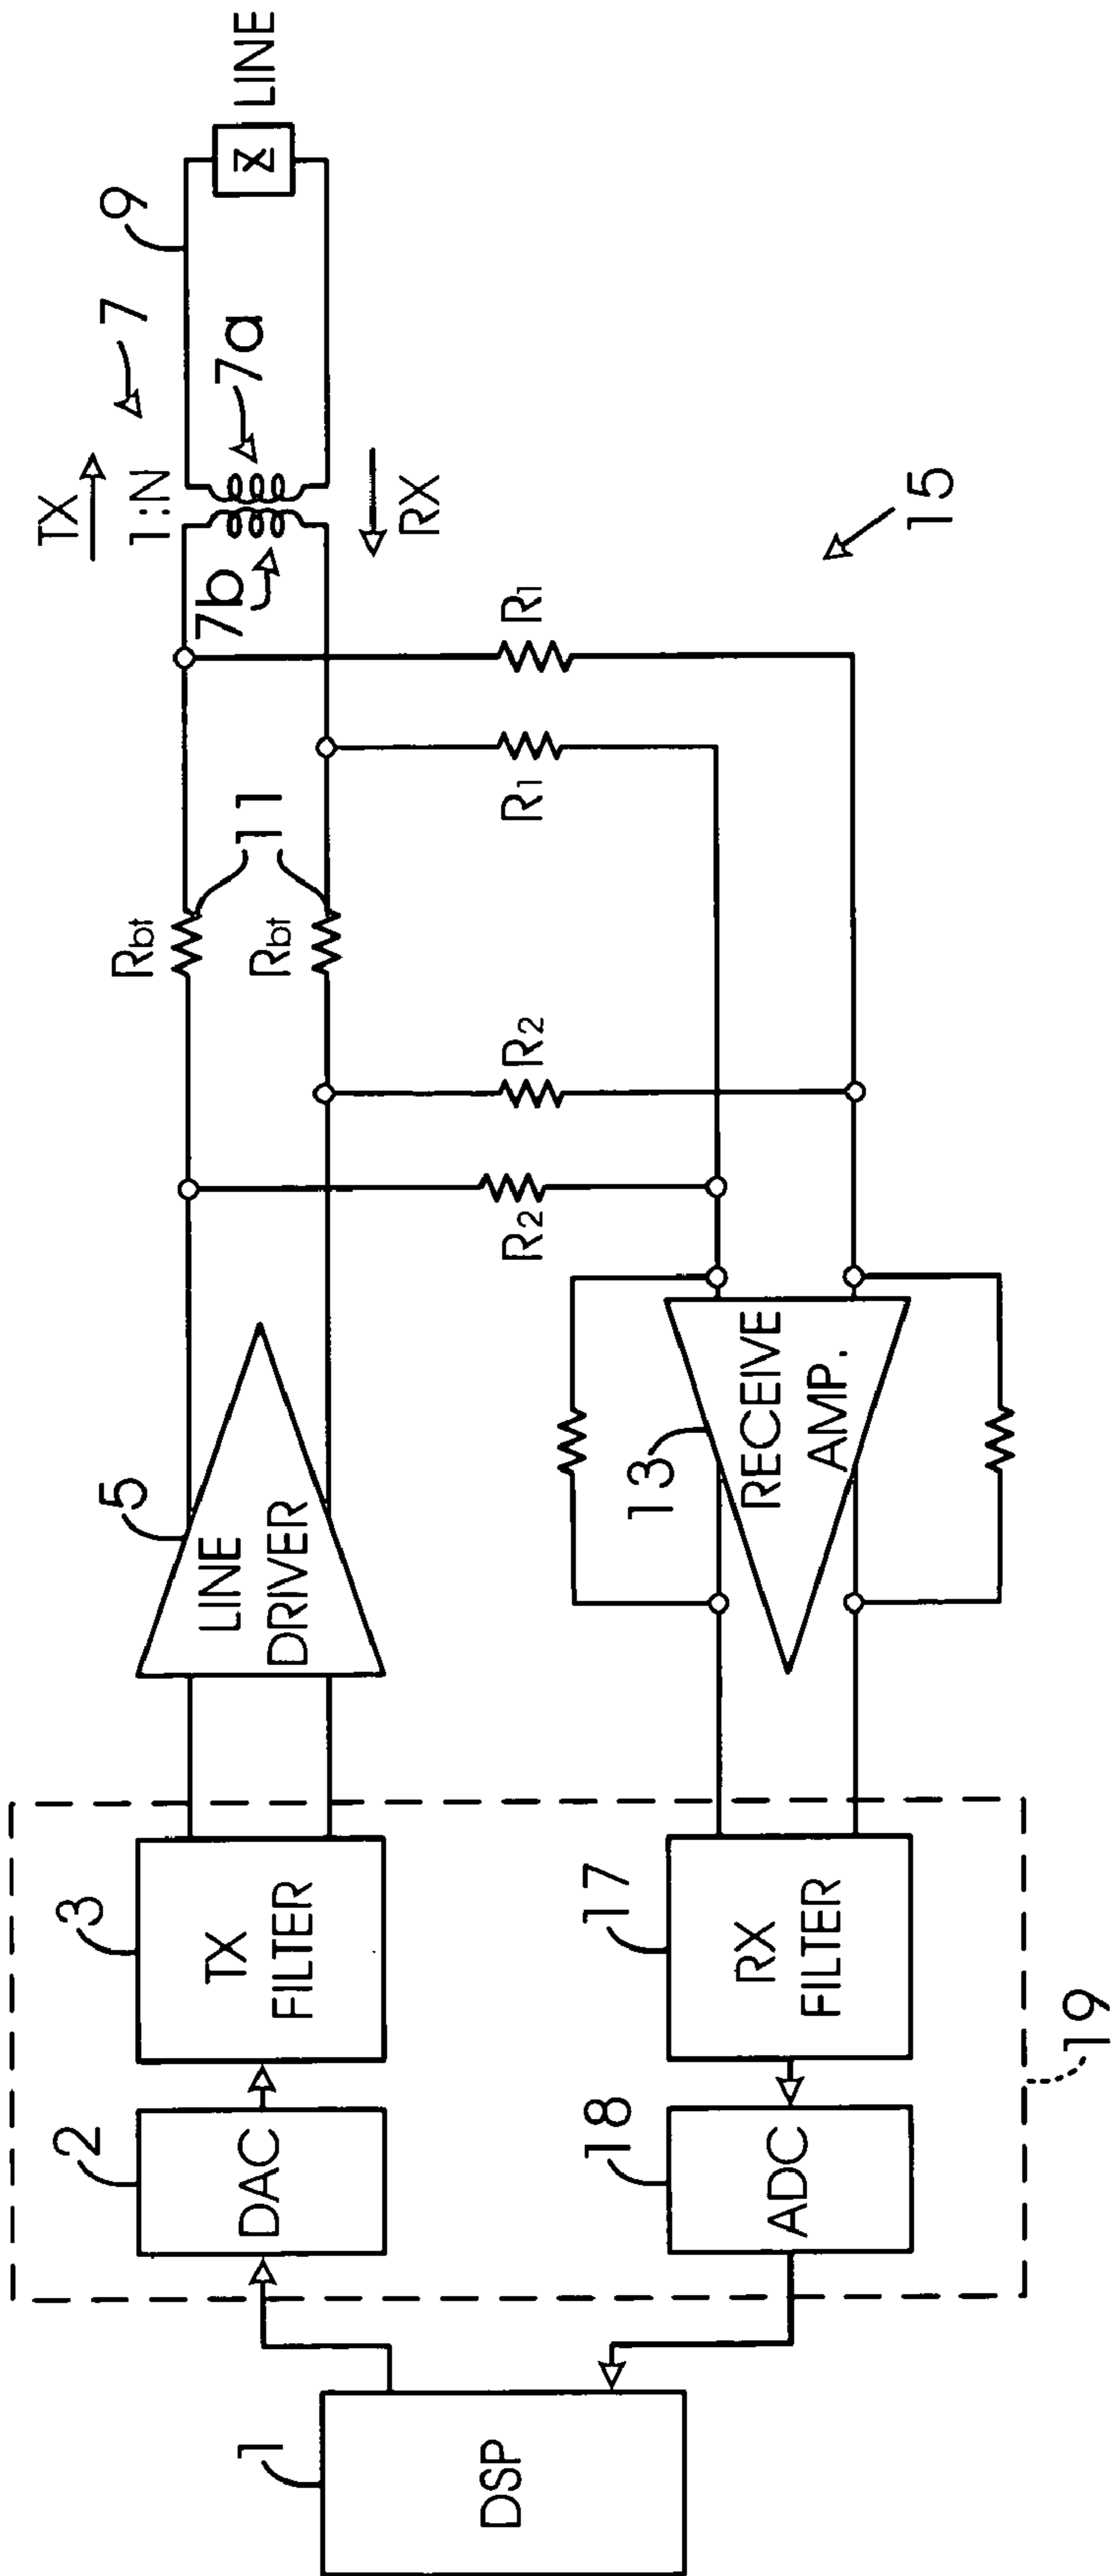 1
DSP
2
DAC
3
TX
FILTER
18
ADC
17
RX
FILTER
19
5
LINE
DRIVER
13
RECEIVE
AMP.
Rbt
Rbt
11
R2
R2
R1
R1
15
TX
1:N
7b
7a
RX
7
9
Z
LINE